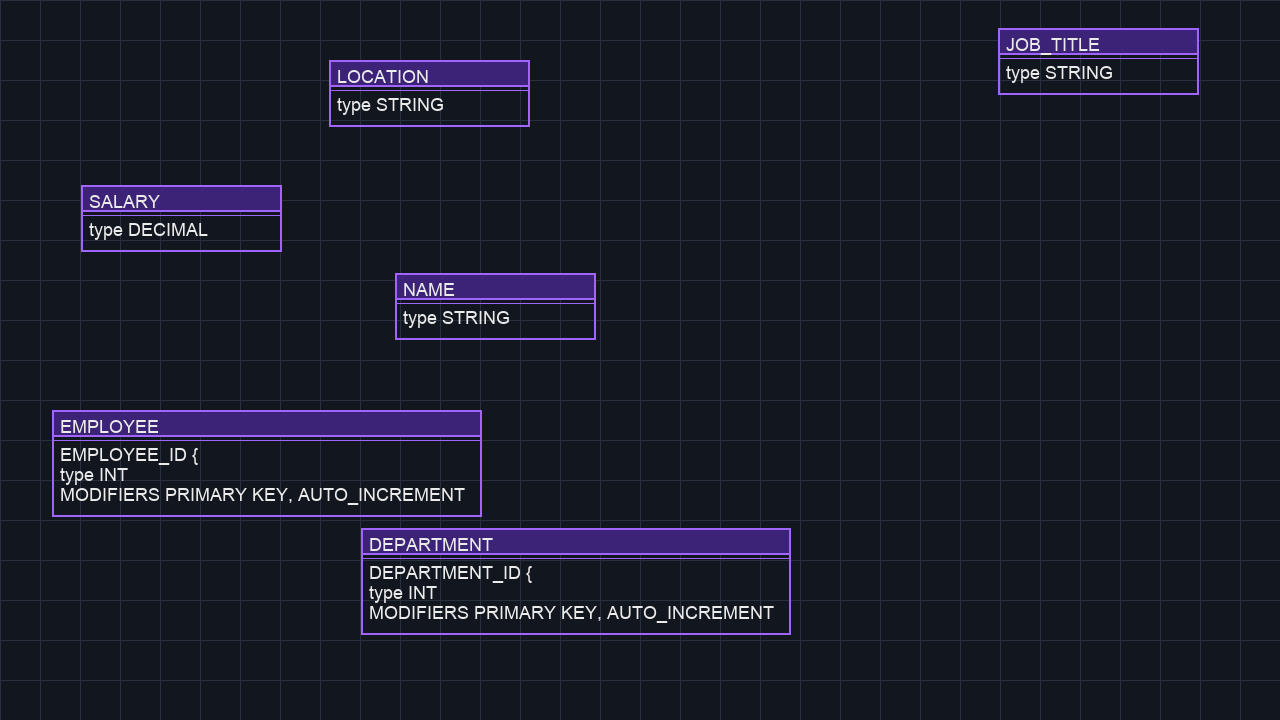 JOB_TITLE
type STRING
LOCATION
type STRING
SALARY
type DECIMAL
NAME
type STRING
EMPLOYEE
EMPLOYEE_ID {
type INT
MODIFIERS PRIMARY KEY, AUTO_INCREMENT
DEPARTMENT
DEPARTMENT_ID {
type INT
MODIFIERS PRIMARY KEY, AUTO_INCREMENT